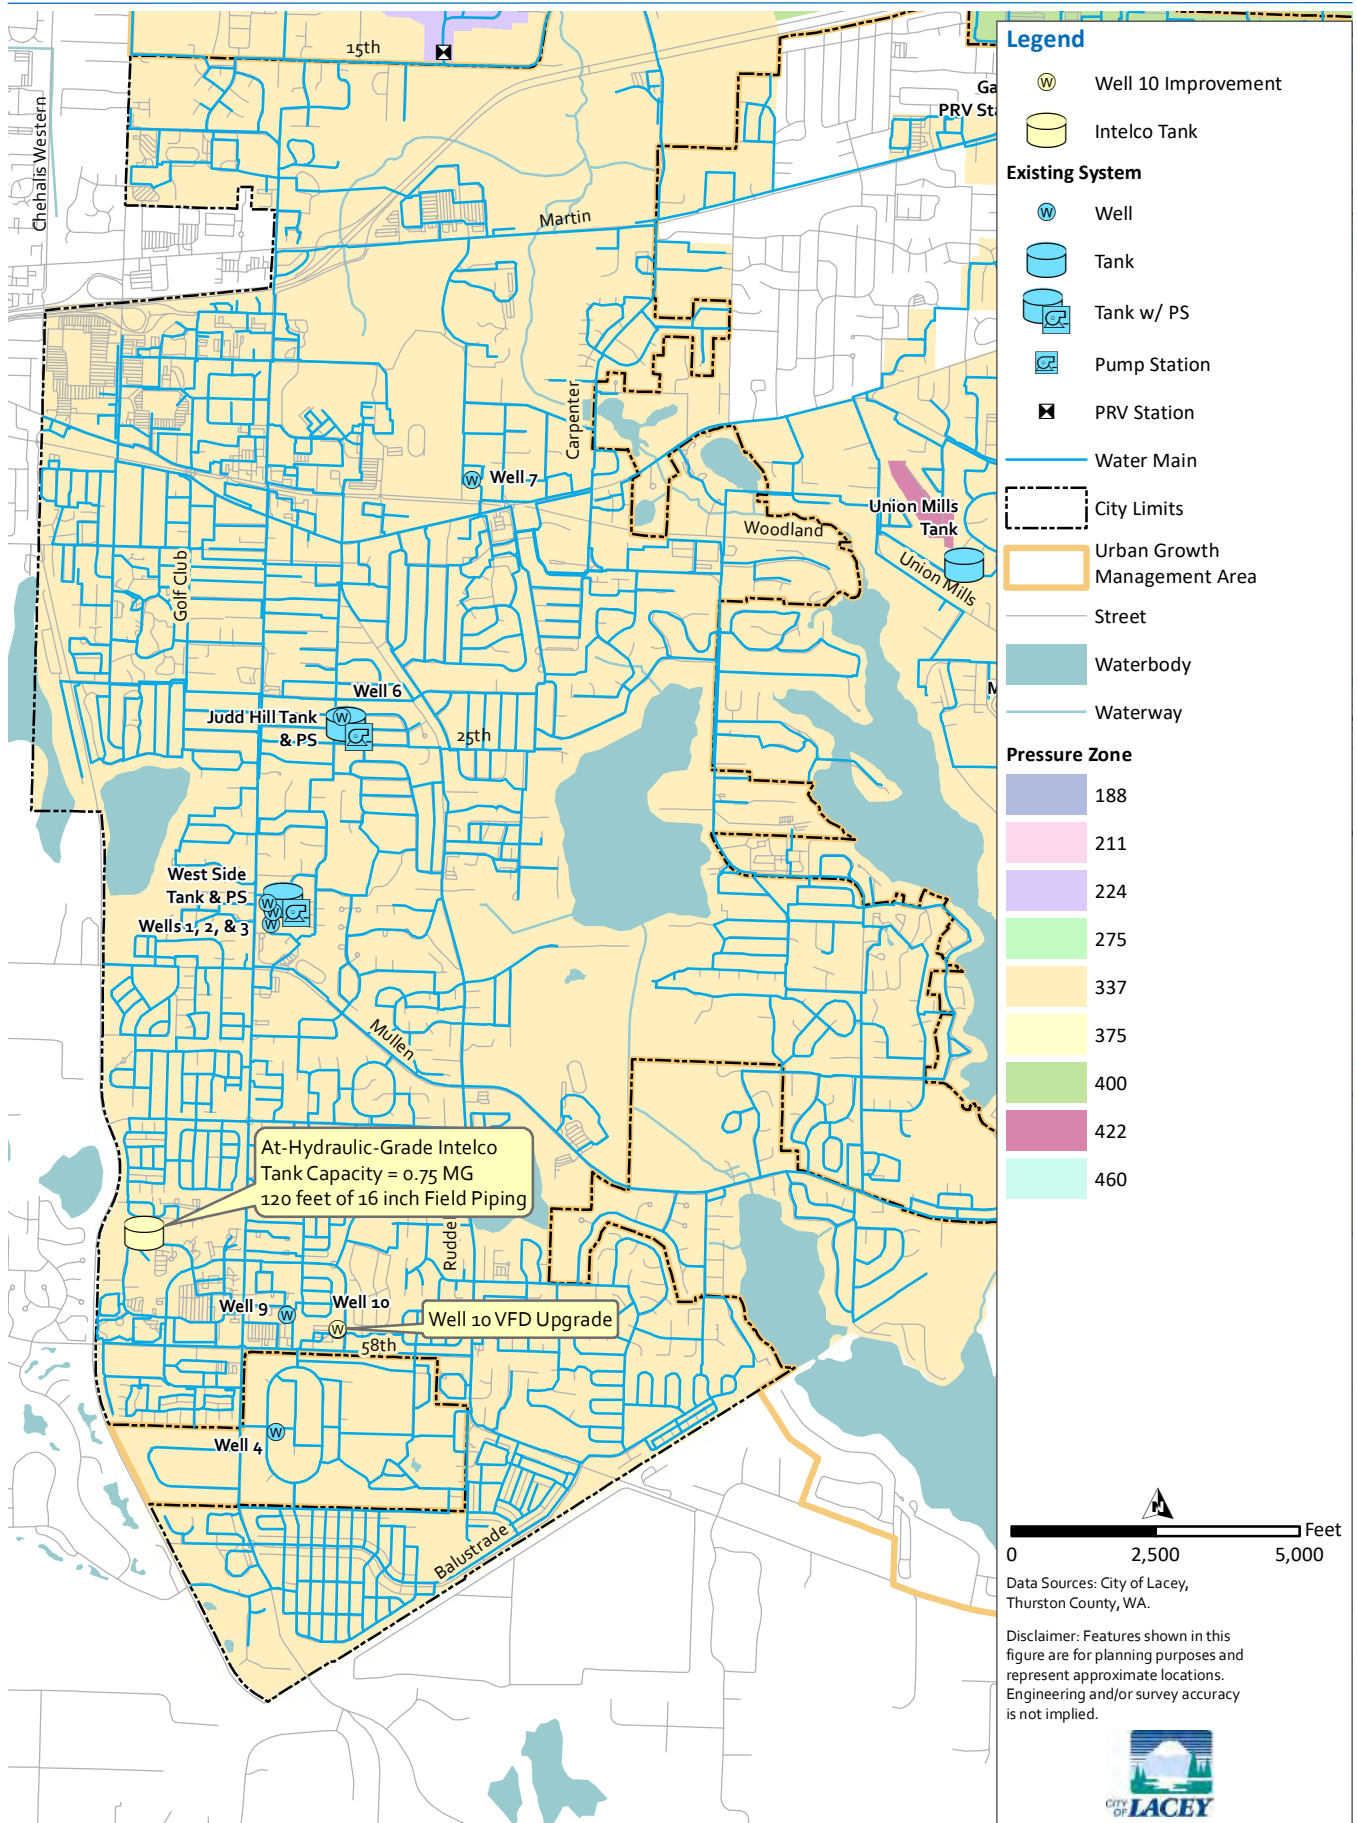 15th
Chehalis Western
Martin
Carpenter
Ga
PRV Sta
Well 7
Woodland
Union Mills
Tank
Union Mills
Golf Club
Well 6
Judd Hill Tank
& PS
25th
M
West Side
Tank & PS
Wells 1, 2, & 3
Mullen
At-Hydraulic-Grade Intelco
Tank Capacity = 0.75 MG
120 feet of 16 inch Field Piping
Rudde
Well 9
Well 10
Well 10 VFD Upgrade
58th
Well 4
Balustrade
Legend
W Well 10 Improvement
Intelco Tank
Existing System
W Well
Tank
Tank w/ PS
Pump Station
PRV Station
Water Main
City Limits
Urban Growth
Management Area
Street
Waterbody
Waterway
Pressure Zone
188
211
224
275
337
375
400
422
460
N
Feet
0 2,500 5,000
Data Sources: City of Lacey,
Thurston County, WA.
Disclaimer: Features shown in this
figure are for planning purposes and
represent approximate locations.
Engineering and/or survey accuracy
is not implied.
CITY
OF LACEY